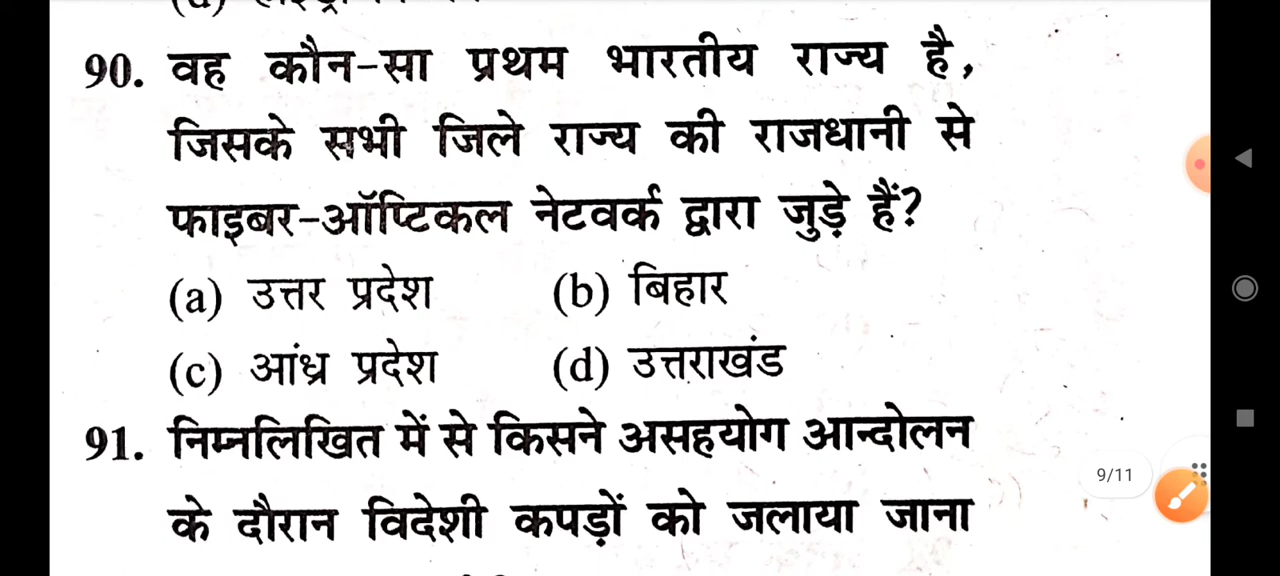 90. वह कौन-सा प्रथम भारतीय राज्य है,
जिसके सभी जिले राज्य की राजधानी से
फाइबर-ऑप्टिकल नेटवर्क द्वारा जुड़े हैं?
(a) उत्तर प्रदेश (b) बिहार
(c) आंध्र प्रदेश (d) उत्तराखंड
91. निम्नलिखित में से किसने असहयोग आन्दोलन
के दौरान विदेशी कपड़ों को जलाया जाना
9/11